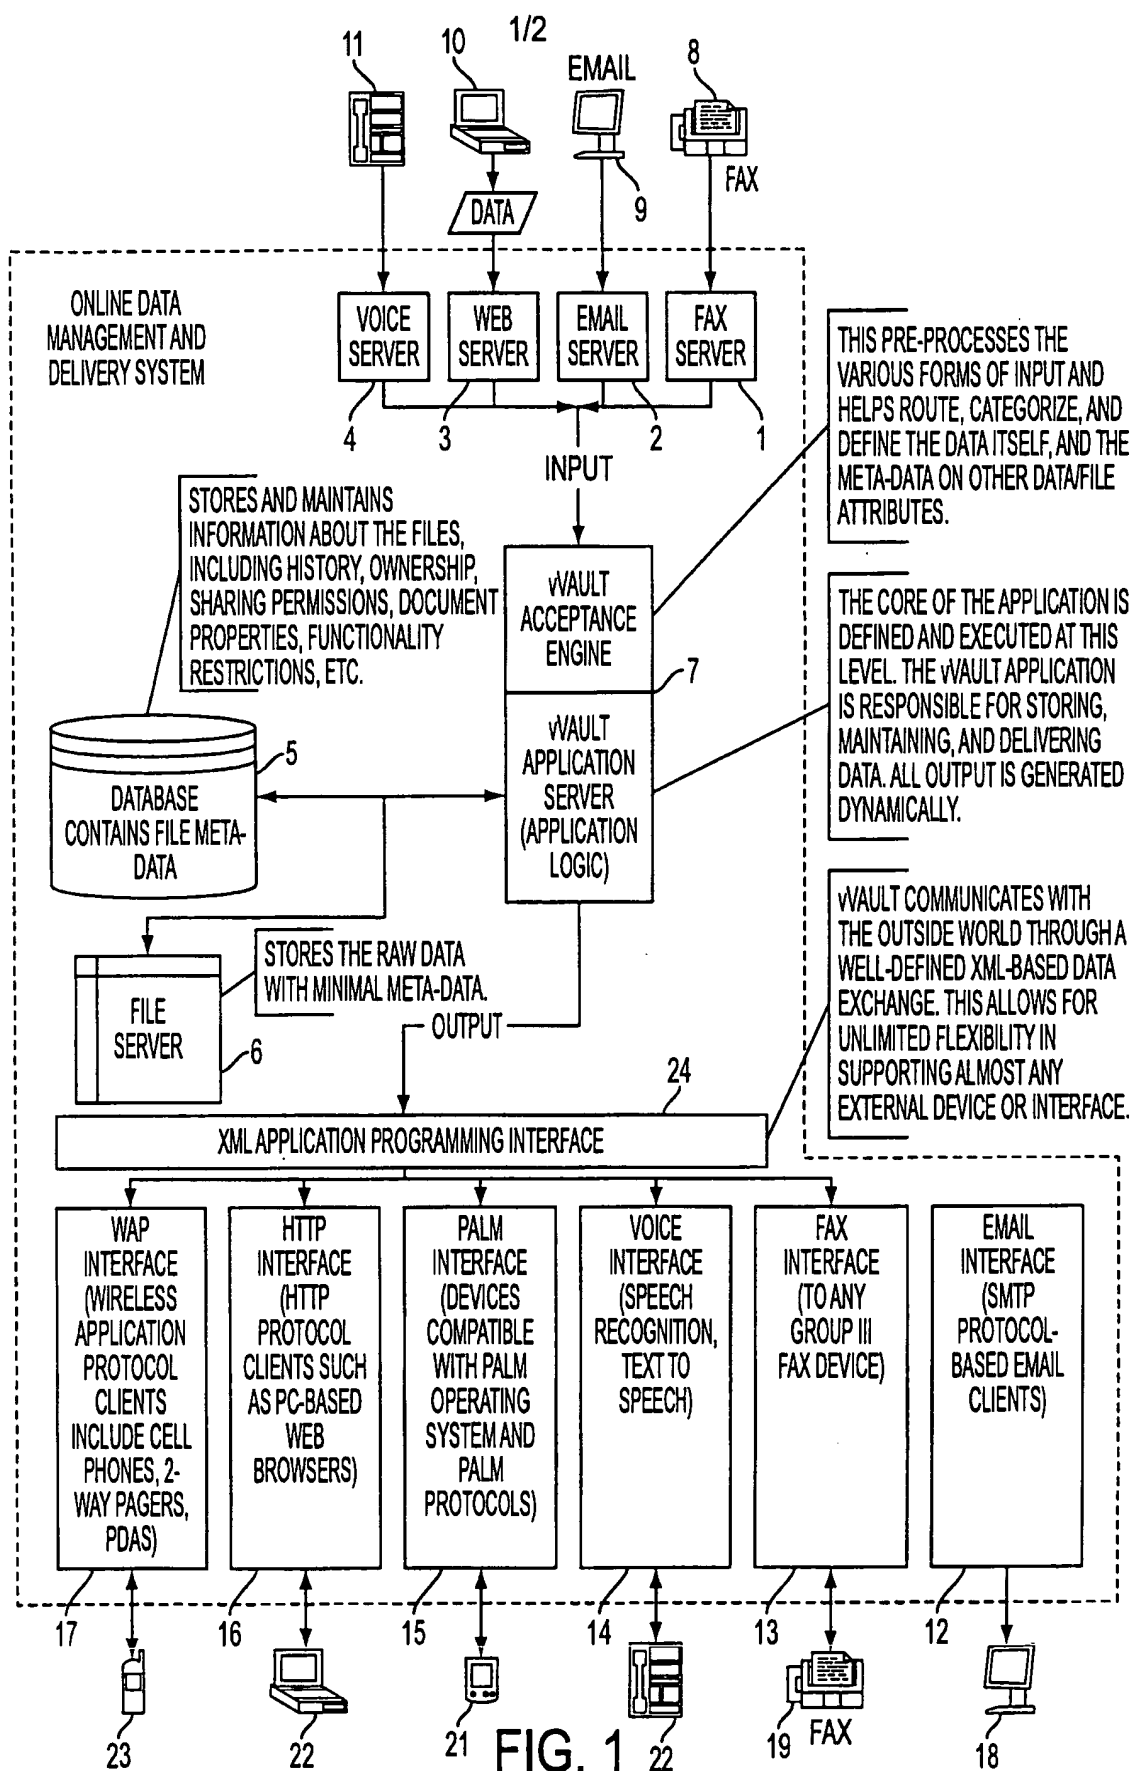 1/2
11
10
EMAIL
8
9
FAX
DATA
ONLINE DATA
MANAGEMENT AND
DELIVERY SYSTEM
VOICE
SERVER
WEB
SERVER
EMAIL
SERVER
FAX
SERVER
4
3
2
1
INPUT
THIS PRE-PROCESSES THE
VARIOUS FORMS OF INPUT AND
HELPS ROUTE, CATEGORIZE, AND
DEFINE THE DATA ITSELF, AND THE
META-DATA ON OTHER DATA/FILE
ATTRIBUTES.
STORES AND MAINTAINS
INFORMATION ABOUT THE FILES,
INCLUDING HISTORY, OWNERSHIP,
SHARING PERMISSIONS, DOCUMENT
PROPERTIES, FUNCTIONALITY
RESTRICTIONS, ETC.
vVAULT
ACCEPTANCE
ENGINE
7
vVAULT
APPLICATION
SERVER
(APPLICATION
LOGIC)
THE CORE OF THE APPLICATION IS
DEFINED AND EXECUTED AT THIS
LEVEL. THE vVAULT APPLICATION
IS RESPONSIBLE FOR STORING,
MAINTAINING, AND DELIVERING
DATA. ALL OUTPUT IS GENERATED
DYNAMICALLY.
5
DATABASE
CONTAINS FILE META-
DATA
STORES THE RAW DATA
WITH MINIMAL META-DATA.
FILE
SERVER
6
OUTPUT
vVAULT COMMUNICATES WITH
THE OUTSIDE WORLD THROUGH A
WELL-DEFINED XML-BASED DATA
EXCHANGE. THIS ALLOWS FOR
UNLIMITED FLEXIBILITY IN
SUPPORTING ALMOST ANY
EXTERNAL DEVICE OR INTERFACE.
24
XML APPLICATION PROGRAMMING INTERFACE
WAP
INTERFACE
(WIRELESS
APPLICATION
PROTOCOL
CLIENTS
INCLUDE CELL
PHONES, 2-
WAY PAGERS,
PDAS)
HTTP
INTERFACE
(HTTP
PROTOCOL
CLIENTS SUCH
AS PC-BASED
WEB
BROWSERS)
PALM
INTERFACE
(DEVICES
COMPATIBLE
WITH PALM
OPERATING
SYSTEM AND
PALM
PROTOCOLS)
VOICE
INTERFACE
(SPEECH
RECOGNITION,
TEXT TO
SPEECH)
FAX
INTERFACE
(TO ANY
GROUP III
FAX DEVICE)
EMAIL
INTERFACE
(SMTP
PROTOCOL-
BASED EMAIL
CLIENTS)
17
16
15
14
13
12
23
22
21
22
19
FAX
18
FIG. 1